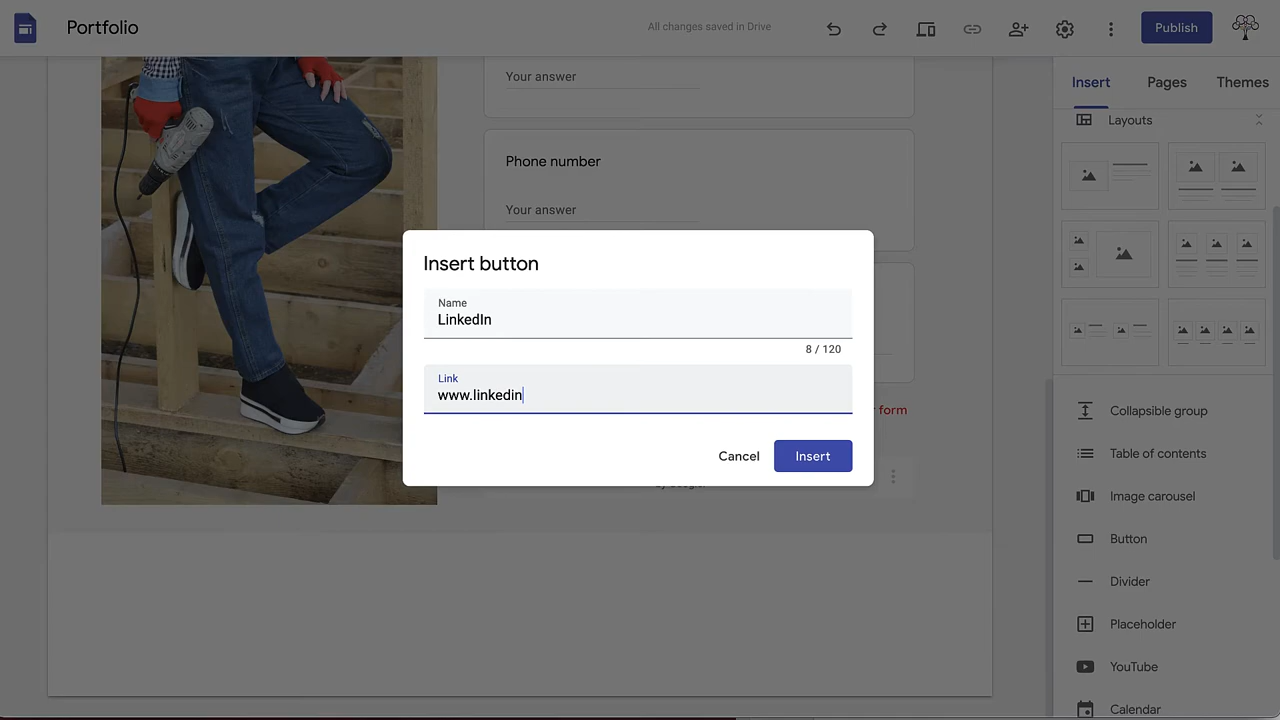 Portfolio
All changes saved in Drive
Publish
Insert
Pages
Themes
Your answer
Layouts
Phone number
Your answer
Insert button
Name
LinkedIn
8 / 120
Link
www.linkedin
form
Cancel
Insert
Collapsible group
Table of contents
Image carousel
Button
Divider
Placeholder
YouTube
Calendar